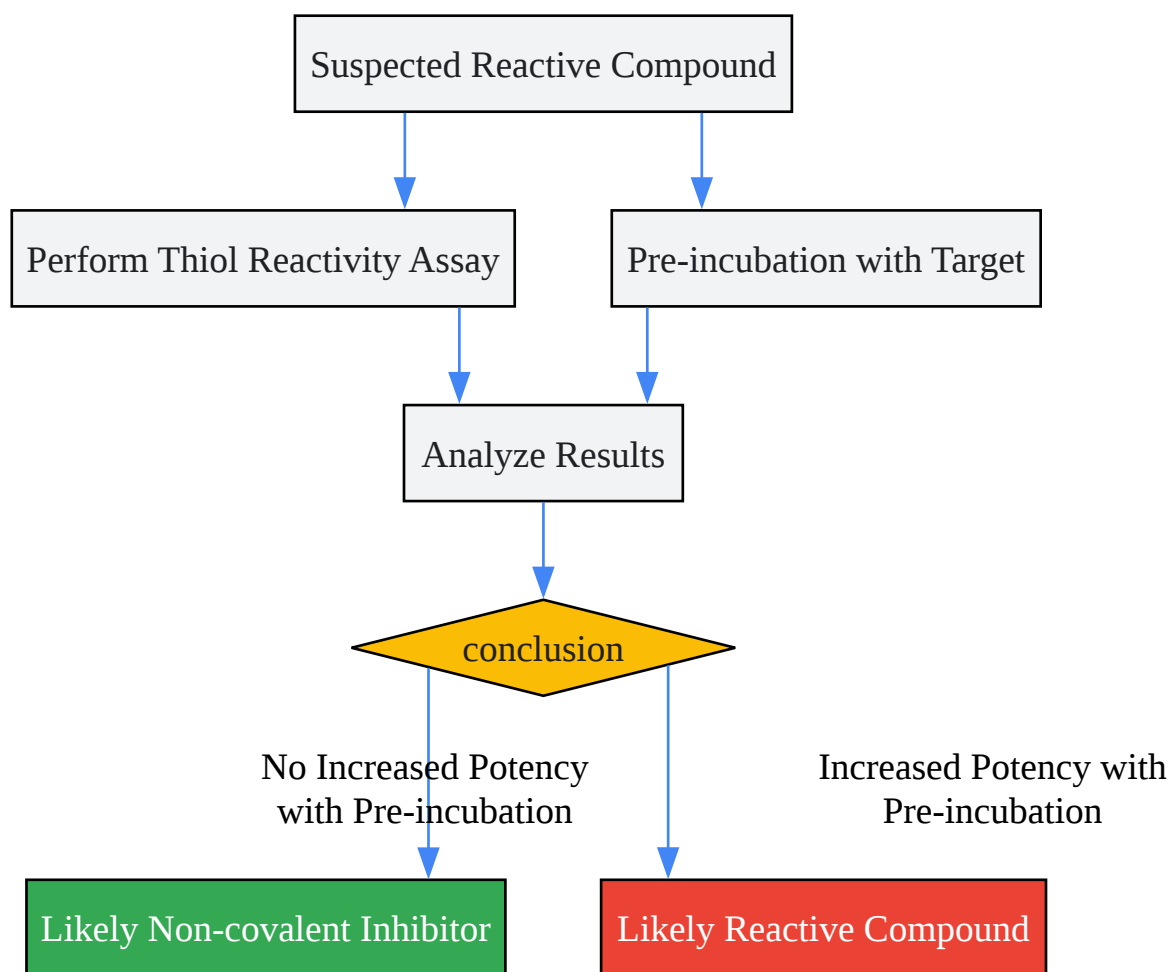 Suspected Reactive Compound
Perform Thiol Reactivity Assay
Pre-incubation with Target
Analyze Results
conclusion
No Increased Potency
with Pre-incubation
Increased Potency with
Pre-incubation
Likely Non-covalent Inhibitor
Likely Reactive Compound